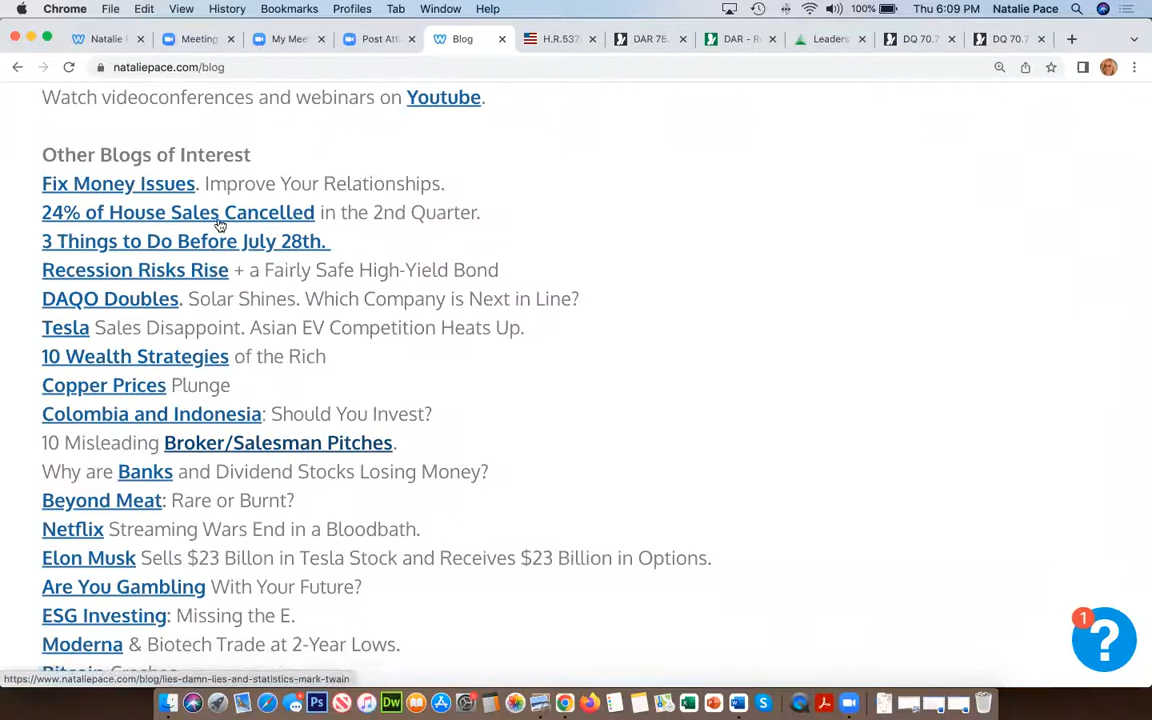 Chrome File Edit View History Bookmarks Profiles Tab Window Help 100% Thu 6:09 PM Natalie Pace
Natalie Meeting My Mee Post Att Blog H.R.537 DAR 75. DAR - R Leaders DQ 70.7 DQ 70.7
nataliepace.com/blog
Watch videoconferences and webinars on Youtube.
Other Blogs of Interest
Fix Money Issues. Improve Your Relationships.
24% of House Sales Cancelled in the 2nd Quarter.
3 Things to Do Before July 28th.
Recession Risks Rise + a Fairly Safe High-Yield Bond
DAQO Doubles. Solar Shines. Which Company is Next in Line?
Tesla Sales Disappoint. Asian EV Competition Heats Up.
10 Wealth Strategies of the Rich
Copper Prices Plunge
Colombia and Indonesia: Should You Invest?
10 Misleading Broker/Salesman Pitches.
Why are Banks and Dividend Stocks Losing Money?
Beyond Meat: Rare or Burnt?
Netflix Streaming Wars End in a Bloodbath.
Elon Musk Sells $23 Billon in Tesla Stock and Receives $23 Billion in Options.
Are You Gambling With Your Future?
ESG Investing: Missing the E.
Moderna & Biotech Trade at 2-Year Lows.
Bitcoin Crashes
1
?
https://www.nataliepace.com/blog/lies-damn-lies-and-statistics-mark-twain
Ps Dw